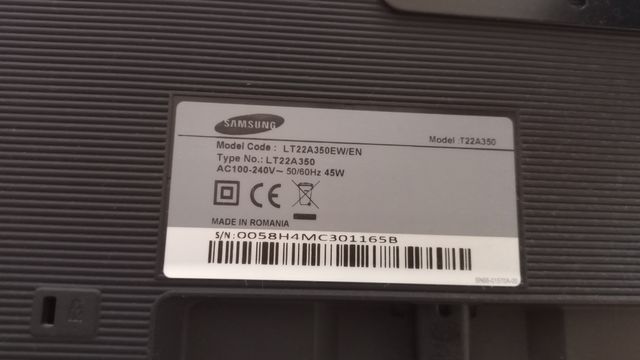 SAMSUNG
Model Code : LT22A350EW/EN
Model :T22A350
Type No.: LT22A350
AC100-240V~ 50/60Hz 45W
CE
MADE IN ROMANIA
S/N:0058H4MC301165B